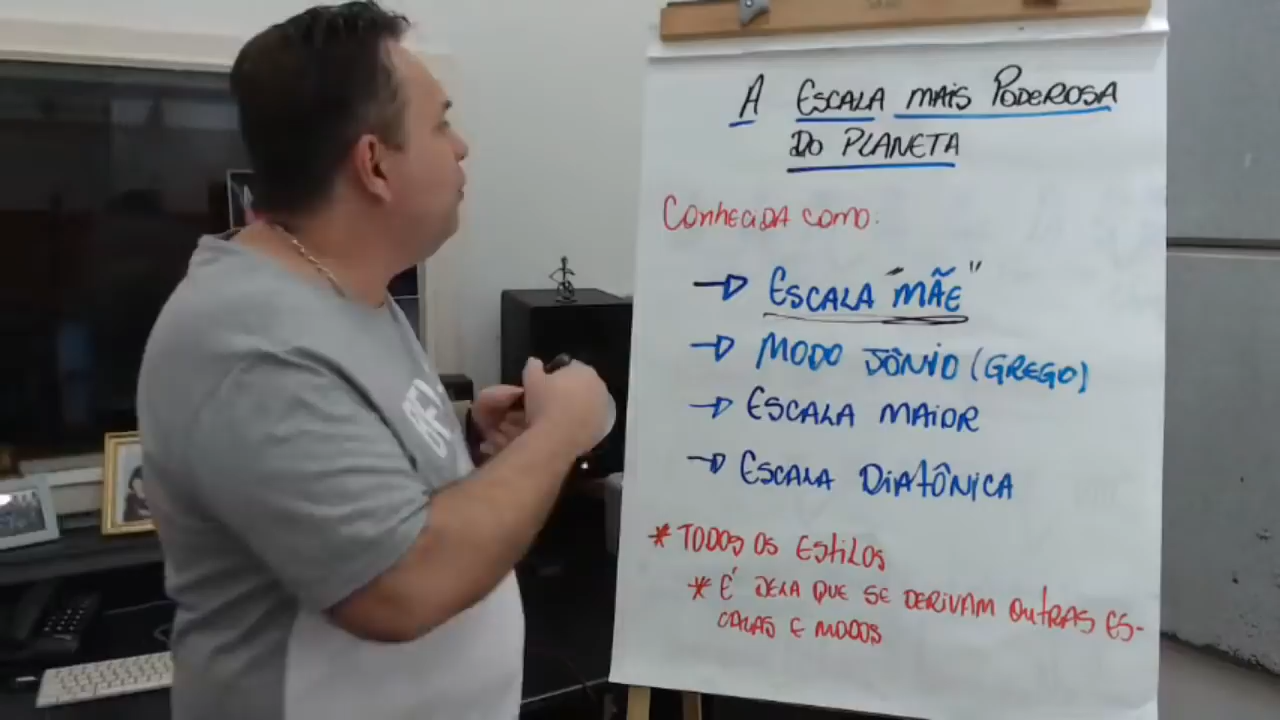 A ESCALA MAIS PODEROSA
DO PLANETA
CONHECIDA COMO:
→ ESCALA "MÃE"
→ MODO JÔNIO (GREGO)
→ ESCALA MAIOR
→ ESCALA DIATÔNICA
* TODOS OS ESTILOS
* É DELA QUE SE DERIVAM OUTRAS ES-
CALAS E MODOS